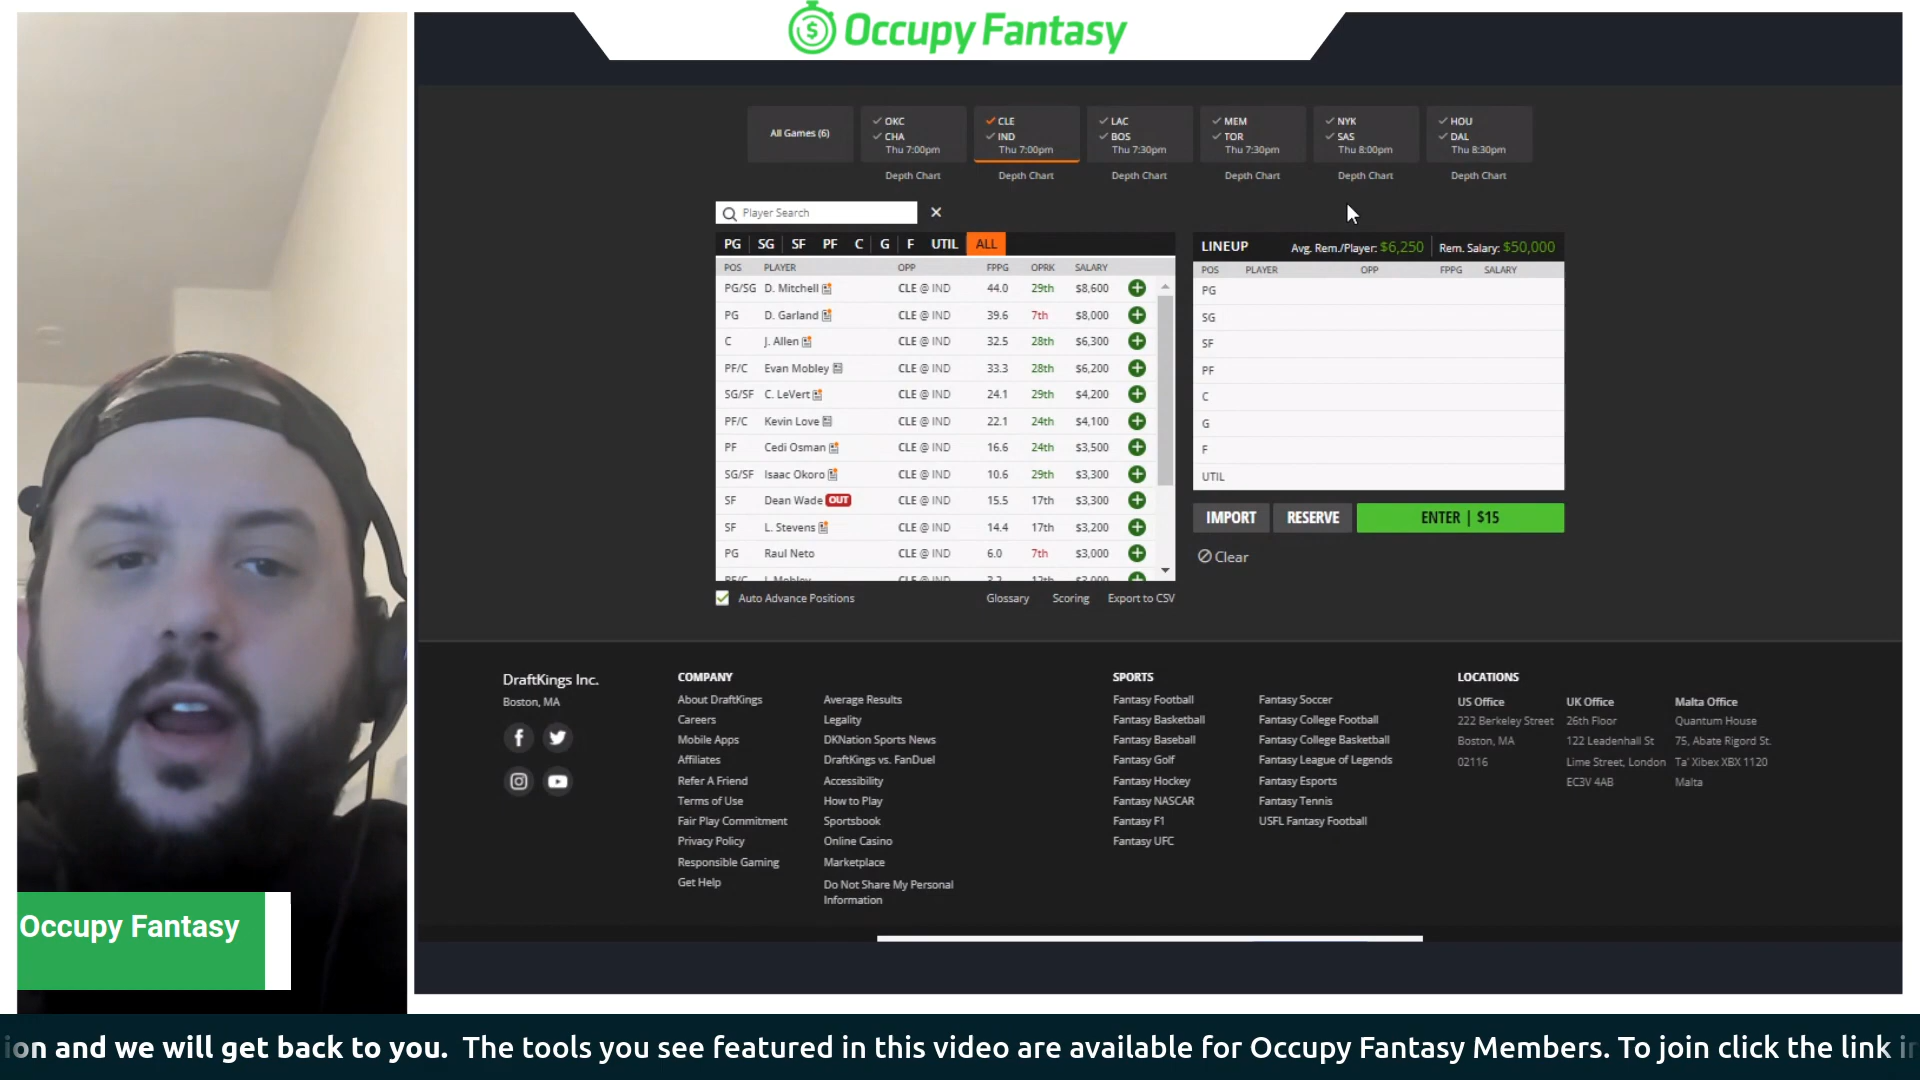 Occupy Fantasy
All Games (6)
OKC
CHA
Thu 7:00pm
CLE
IND
Thu 7:00pm
LAC
BOS
Thu 7:30pm
MEM
TOR
Thu 7:30pm
NYK
SAS
Thu 8:00pm
HOU
DAL
Thu 8:30pm
Depth Chart Depth Chart Depth Chart Depth Chart Depth Chart Depth Chart
Player Search
PG SG SF PF C G F UTIL ALL
POS PLAYER OPP FPPG OPRK SALARY
PG/SG D. Mitchell CLE @ IND 44.0 29th $8,600
PG D. Garland CLE @ IND 39.6 7th $8,000
C J. Allen CLE @ IND 32.5 28th $6,300
PF/C Evan Mobley CLE @ IND 33.3 28th $6,200
SG/SF C. LeVert CLE @ IND 24.1 29th $4,200
PF/C Kevin Love CLE @ IND 22.1 24th $4,100
PF Cedi Osman CLE @ IND 16.6 24th $3,500
SG/SF Isaac Okoro CLE @ IND 10.6 29th $3,300
SF Dean Wade OUT CLE @ IND 15.5 17th $3,300
SF L. Stevens CLE @ IND 14.4 17th $3,200
PG Raul Neto CLE @ IND 6.0 7th $3,000
Auto Advance Positions Glossary Scoring Export to CSV
LINEUP Avg. Rem./Player: $6,250 Rem. Salary: $50,000
POS PLAYER OPP FPPG SALARY
PG
SG
SF
PF
C
G
F
UTIL
IMPORT RESERVE ENTER | $15
Clear
DraftKings Inc.
Boston, MA
COMPANY
About DraftKings
Careers
Mobile Apps
Affiliates
Refer A Friend
Terms of Use
Fair Play Commitment
Privacy Policy
Responsible Gaming
Get Help
Average Results
Legality
DKNation Sports News
DraftKings vs. FanDuel
Accessibility
How to Play
Sportsbook
Online Casino
Marketplace
Do Not Share My Personal
Information
SPORTS
Fantasy Football
Fantasy Basketball
Fantasy Baseball
Fantasy Golf
Fantasy Hockey
Fantasy NASCAR
Fantasy F1
Fantasy UFC
Fantasy Soccer
Fantasy College Football
Fantasy College Basketball
Fantasy League of Legends
Fantasy Esports
Fantasy Tennis
USFL Fantasy Football
LOCATIONS
US Office
222 Berkeley Street
Boston, MA
02116
UK Office
26th Floor
122 Leadenhall St
Lime Street, London
EC3V 4AB
Malta Office
Quantum House
75, Abate Rigord St.
Ta' Xibex XBX 1120
Malta
Occupy Fantasy
ion and we will get back to you. The tools you see featured in this video are available for Occupy Fantasy Members. To join click the link